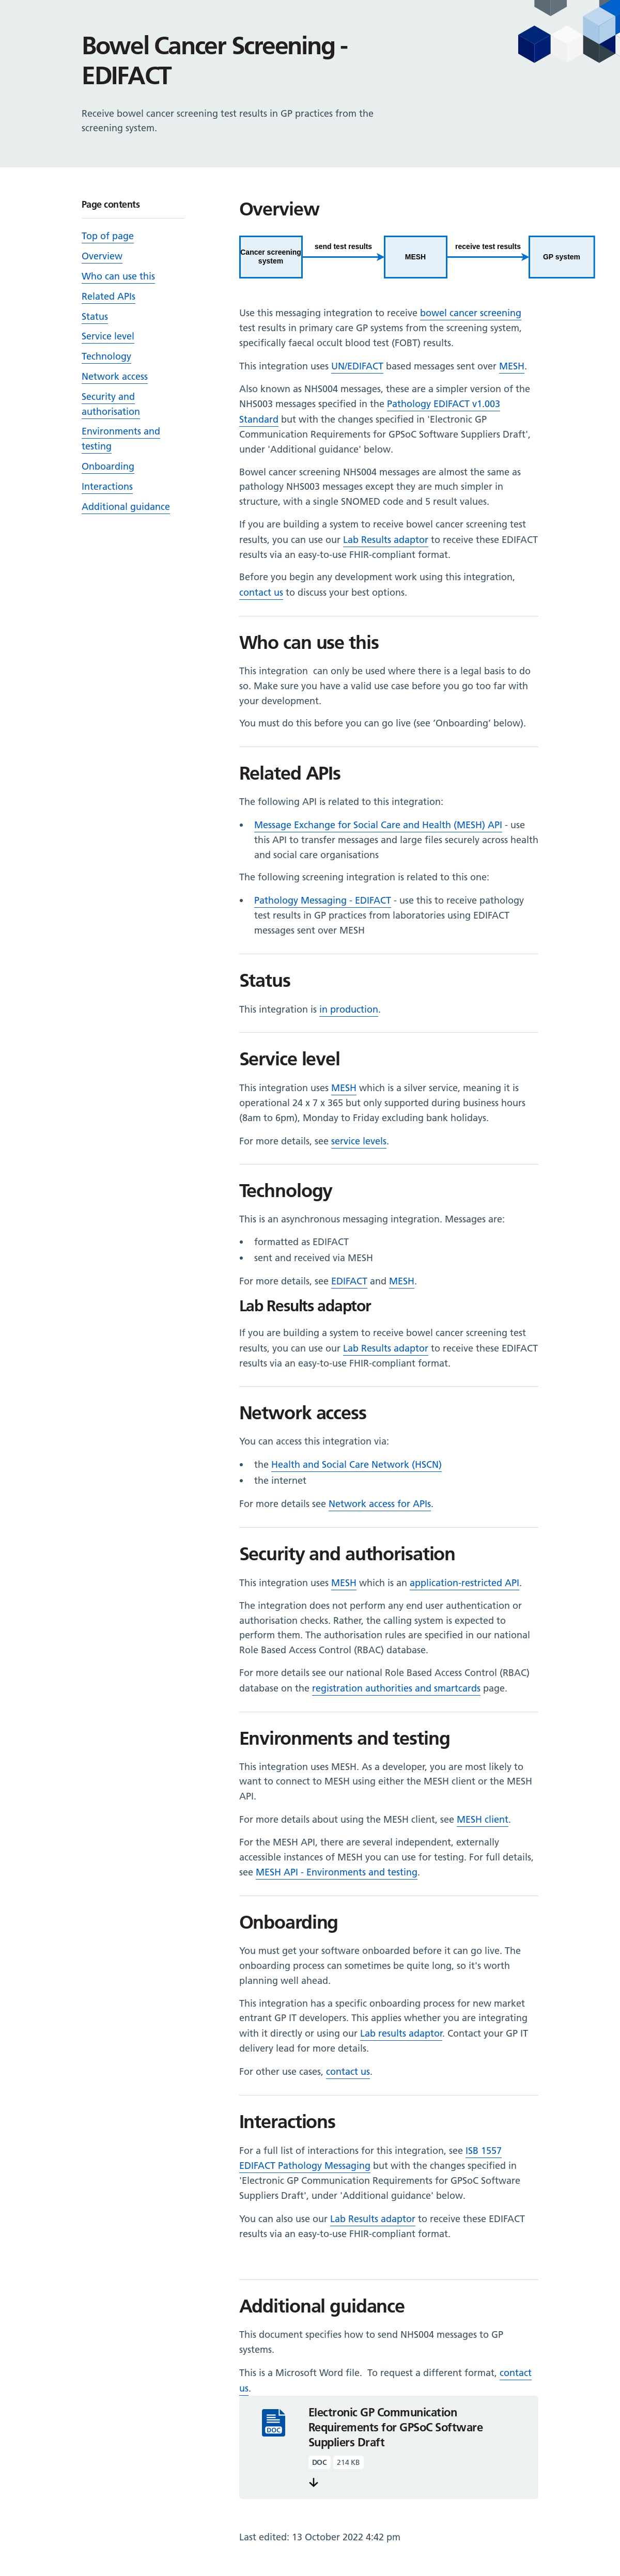 Bowel Cancer Screening -
EDIFACT
Receive bowel cancer screening test results in GP practices from the
screening system.
Page contents
Top of page
Overview
Who can use this
Related APIs
Status
Service level
Technology
Network access
Security and
authorisation
Environments and
testing
Onboarding
Interactions
Additional guidance
Overview
Cancer screening
system
send test results
MESH
receive test results
GP system
Use this messaging integration to receive bowel cancer screening
test results in primary care GP systems from the screening system,
specifically faecal occult blood test (FOBT) results.
This integration uses UN/EDIFACT based messages sent over MESH.
Also known as NHS004 messages, these are a simpler version of the
NHS003 messages specified in the Pathology EDIFACT v1.003
Standard but with the changes specified in 'Electronic GP
Communication Requirements for GPSoC Software Suppliers Draft',
under 'Additional guidance' below.
Bowel cancer screening NHS004 messages are almost the same as
pathology NHS003 messages except they are much simpler in
structure, with a single SNOMED code and 5 result values.
If you are building a system to receive bowel cancer screening test
results, you can use our Lab Results adaptor to receive these EDIFACT
results via an easy-to-use FHIR-compliant format.
Before you begin any development work using this integration,
contact us to discuss your best options.
Who can use this
This integration  can only be used where there is a legal basis to do
so. Make sure you have a valid use case before you go too far with
your development.
You must do this before you can go live (see ‘Onboarding’ below).
Related APIs
The following API is related to this integration:
• Message Exchange for Social Care and Health (MESH) API - use
this API to transfer messages and large files securely across health
and social care organisations
The following screening integration is related to this one:
• Pathology Messaging - EDIFACT - use this to receive pathology
test results in GP practices from laboratories using EDIFACT
messages sent over MESH
Status
This integration is in production.
Service level
This integration uses MESH which is a silver service, meaning it is
operational 24 x 7 x 365 but only supported during business hours
(8am to 6pm), Monday to Friday excluding bank holidays.
For more details, see service levels.
Technology
This is an asynchronous messaging integration. Messages are:
• formatted as EDIFACT
• sent and received via MESH
For more details, see EDIFACT and MESH.
Lab Results adaptor
If you are building a system to receive bowel cancer screening test
results, you can use our Lab Results adaptor to receive these EDIFACT
results via an easy-to-use FHIR-compliant format.
Network access
You can access this integration via:
• the Health and Social Care Network (HSCN)
• the internet
For more details see Network access for APIs.
Security and authorisation
This integration uses MESH which is an application-restricted API.
The integration does not perform any end user authentication or
authorisation checks. Rather, the calling system is expected to
perform them. The authorisation rules are specified in our national
Role Based Access Control (RBAC) database.
For more details see our national Role Based Access Control (RBAC)
database on the registration authorities and smartcards page.
Environments and testing
This integration uses MESH. As a developer, you are most likely to
want to connect to MESH using either the MESH client or the MESH
API.
For more details about using the MESH client, see MESH client.
For the MESH API, there are several independent, externally
accessible instances of MESH you can use for testing. For full details,
see MESH API - Environments and testing.
Onboarding
You must get your software onboarded before it can go live. The
onboarding process can sometimes be quite long, so it's worth
planning well ahead.
This integration has a specific onboarding process for new market
entrant GP IT developers. This applies whether you are integrating
with it directly or using our Lab results adaptor. Contact your GP IT
delivery lead for more details.
For other use cases, contact us.
Interactions
For a full list of interactions for this integration, see ISB 1557
EDIFACT Pathology Messaging but with the changes specified in
'Electronic GP Communication Requirements for GPSoC Software
Suppliers Draft', under 'Additional guidance' below.
You can also use our Lab Results adaptor to receive these EDIFACT
results via an easy-to-use FHIR-compliant format.
Additional guidance
This document specifies how to send NHS004 messages to GP
systems.
This is a Microsoft Word file.  To request a different format, contact
us.
DOC
Electronic GP Communication
Requirements for GPSoC Software
Suppliers Draft
DOC 214 KB
Last edited: 13 October 2022 4:42 pm